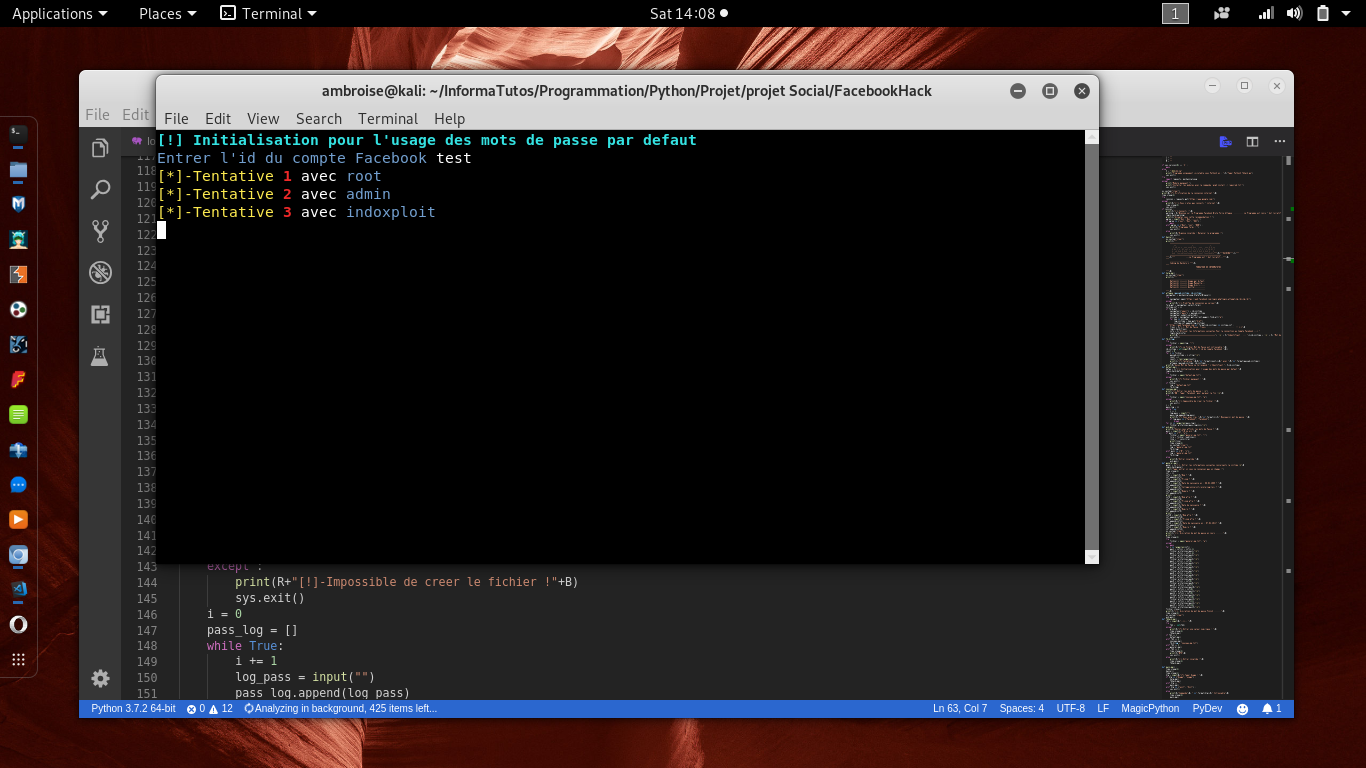 Applications Places Terminal Sat 14:08 1
File Edit
ambroise@kali: ~/InformaTutos/Programmation/Python/Projet/projet Social/FacebookHack
File Edit View Search Terminal Help
[!] Initialisation pour l'usage des mots de passe par defaut
Entrer l'id du compte Facebook test
[*]-Tentative 1 avec root
[*]-Tentative 2 avec admin
[*]-Tentative 3 avec indoxploit
117
118
119
120
121
122
123
124
125
126
127
128
129
130
131
132
133
134
135
136
137
138
139
140
141
142
143 except :
144 print(R+"[!]-Impossible de creer le fichier !"+B)
145 sys.exit()
146 i = 0
147 pass_log = []
148 while True:
149 i += 1
150 log_pass = input("")
151 pass_log.append(log_pass)
Python 3.7.2 64-bit 0 12 Analyzing in background, 425 items left... Ln 63, Col 7 Spaces: 4 UTF-8 LF MagicPython PyDev 1